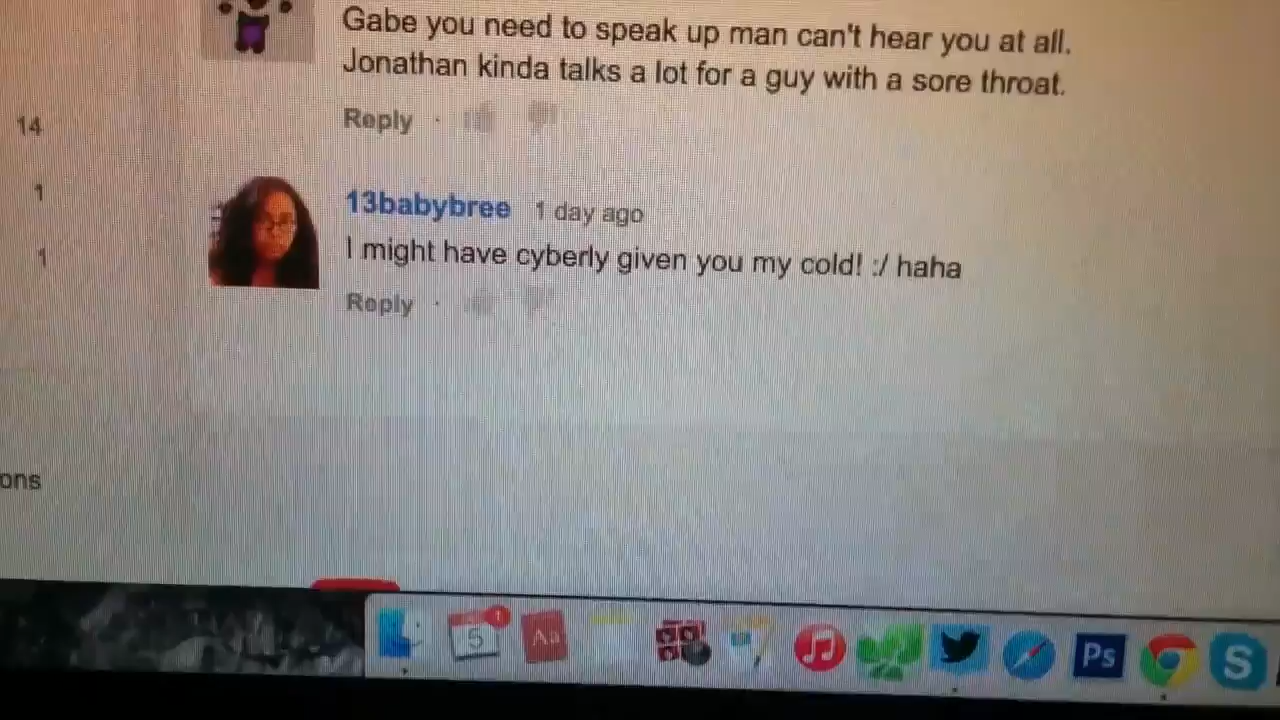 Gabe you need to speak up man can't hear you at all.
Jonathan kinda talks a lot for a guy with a sore throat.
Reply ·
14
1
13babybree 1 day ago
I might have cyberly given you my cold! :/ haha
1
Reply ·
ons
5
1
Aa
Ps
S